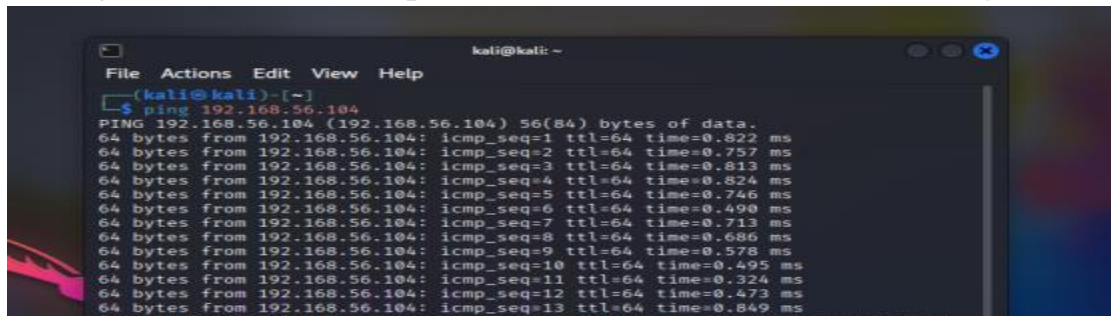 kali@kali: ~
File Actions Edit View Help
(kali㉿kali)-[~]
$ ping 192.168.56.104
PING 192.168.56.104 (192.168.56.104) 56(84) bytes of data.
64 bytes from 192.168.56.104: icmp_seq=1 ttl=64 time=0.822 ms
64 bytes from 192.168.56.104: icmp_seq=2 ttl=64 time=0.757 ms
64 bytes from 192.168.56.104: icmp_seq=3 ttl=64 time=0.813 ms
64 bytes from 192.168.56.104: icmp_seq=4 ttl=64 time=0.824 ms
64 bytes from 192.168.56.104: icmp_seq=5 ttl=64 time=0.746 ms
64 bytes from 192.168.56.104: icmp_seq=6 ttl=64 time=0.490 ms
64 bytes from 192.168.56.104: icmp_seq=7 ttl=64 time=0.713 ms
64 bytes from 192.168.56.104: icmp_seq=8 ttl=64 time=0.686 ms
64 bytes from 192.168.56.104: icmp_seq=9 ttl=64 time=0.578 ms
64 bytes from 192.168.56.104: icmp_seq=10 ttl=64 time=0.495 ms
64 bytes from 192.168.56.104: icmp_seq=11 ttl=64 time=0.324 ms
64 bytes from 192.168.56.104: icmp_seq=12 ttl=64 time=0.473 ms
64 bytes from 192.168.56.104: icmp_seq=13 ttl=64 time=0.849 ms